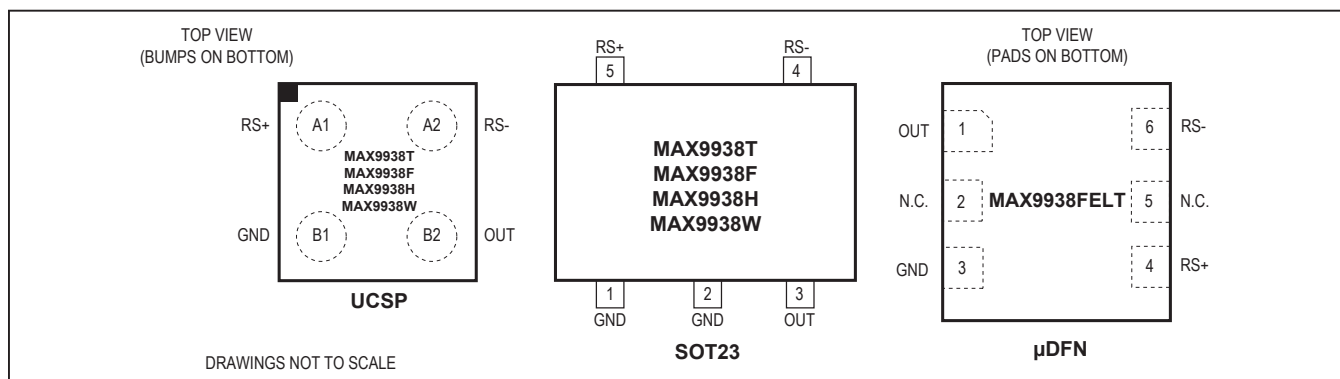 TOP VIEW
(BUMPS ON BOTTOM)
RS+
A1
A2
RS-
MAX9938T
MAX9938F
MAX9938H
MAX9938W
GND
B1
B2
OUT
UCSP
DRAWINGS NOT TO SCALE
RS+
RS-
5
4
MAX9938T
MAX9938F
MAX9938H
MAX9938W
1
2
3
GND
GND
OUT
SOT23
TOP VIEW
(PADS ON BOTTOM)
OUT
1
6
RS-
N.C.
2
MAX9938FELT
5
N.C.
GND
3
4
RS+
µDFN